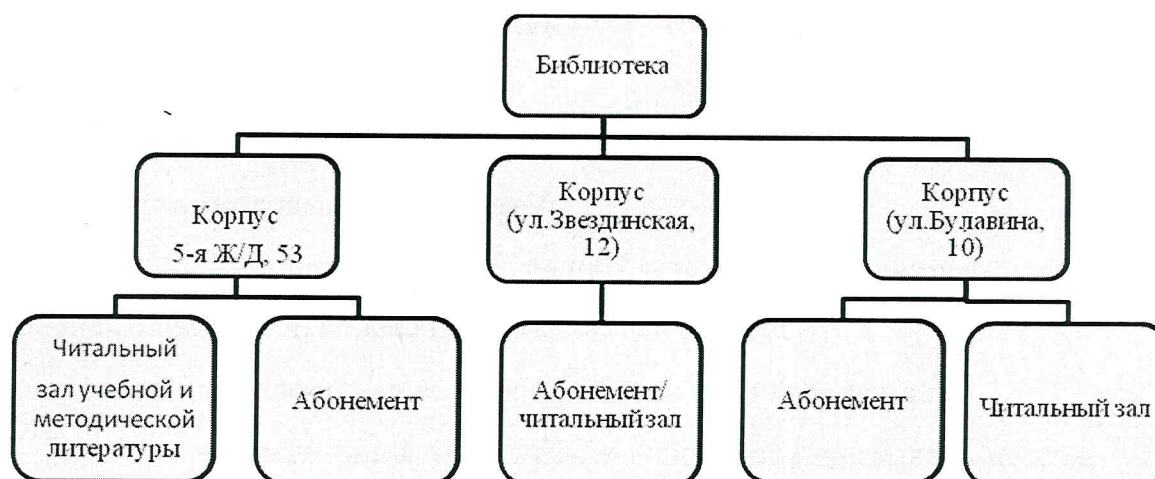 Библиотека
Корпус
5-я Ж/Д, 53
Корпус
(ул.Звездинская,
12)
Корпус
(ул.Булавина,
10)
Читальный
зал учебной и
методической
литературы
Абонемент
Абонемент/
читальный зал
Абонемент
Читальный зал